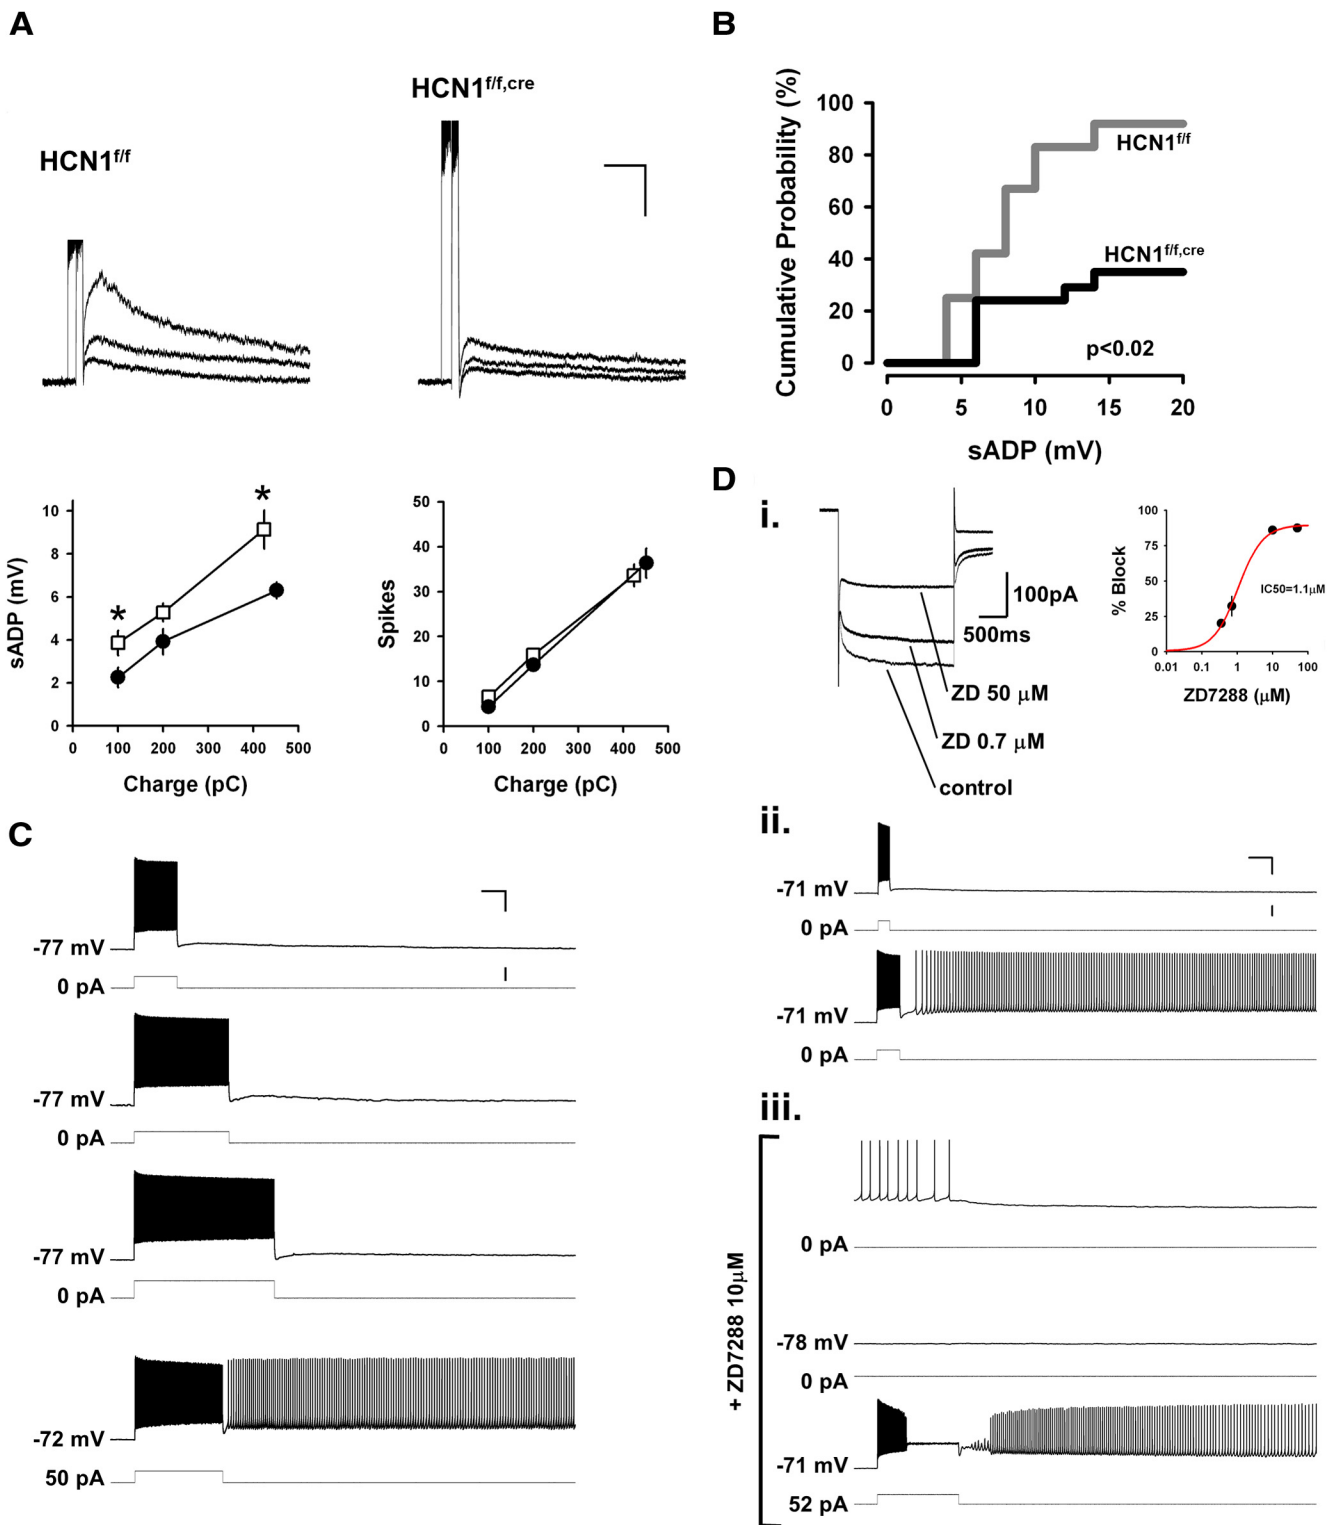 A
HCN1f/f
HCN1f/f,cre
sADP (mV)
10
8
6
4
2
0
*
*
0 100 200 300 400 500
Charge (pC)
Spikes
50
40
30
20
10
0
0 100 200 300 400 500
Charge (pC)
B
Cumulative Probability (%)
100
80
60
40
20
0
HCN1f/f
HCN1f/f,cre
p<0.02
0 5 10 15 20
sADP (mV)
C
-77 mV
0 pA
-77 mV
0 pA
-77 mV
0 pA
-72 mV
50 pA
D
i.
100pA
500ms
ZD 50 μM
ZD 0.7 μM
control
% Block
100
75
50
25
0
IC50=1.1μM
0.01 0.1 1 10 100
ZD7288 (μM)
ii.
-71 mV
0 pA
-71 mV
0 pA
iii.
+ ZD7288 10μM
0 pA
-78 mV
0 pA
-71 mV
52 pA